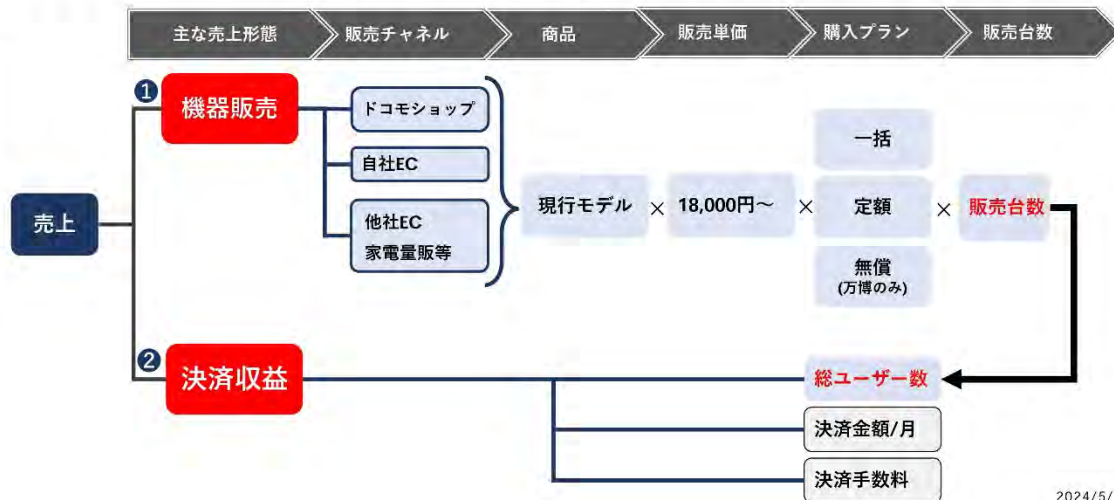 主な売上形態
販売チャネル
商品
販売単価
購入プラン
販売台数
❶
機器販売
ドコモショップ
自社EC
他社EC
家電量販等
現行モデル
×
18,000円～
×
一括
定額
無償
(万博のみ)
×
販売台数
売上
❷
決済収益
総ユーザー数
決済金額/月
決済手数料
2024/5/